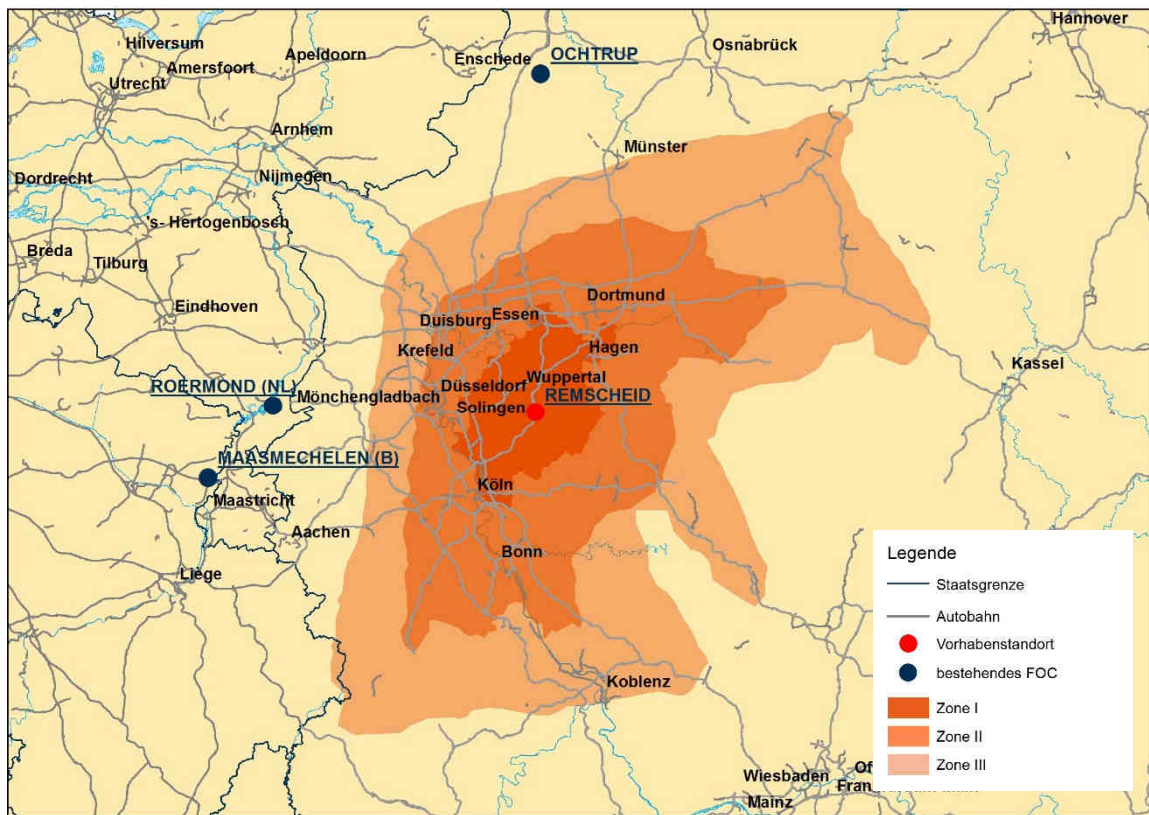 Hannover
Hilversum
OCHTRUP
Osnabrück
Apeldoorn
Enschede
Amersfoort
Utrecht
Arnhem
Münster
Dordrecht
Nijmegen
's- Hertogenbosch
Breda
Tilburg
Eindhoven
Dortmund
Essen
Duisburg
Hagen
Krefeld
Kassel
Wuppertal
ROERMOND (NL)
Düsseldorf
Mönchengladbach
REMSCHEID
Solingen
MAASMECHELEN (B)
Köln
Maastricht
Aachen
Bonn
Liège
Koblenz
Legende
Staatsgrenze
Autobahn
Vorhabenstandort
bestehendes FOC
Zone I
Zone II
Zone III
Wiesbaden
Of
Mainz